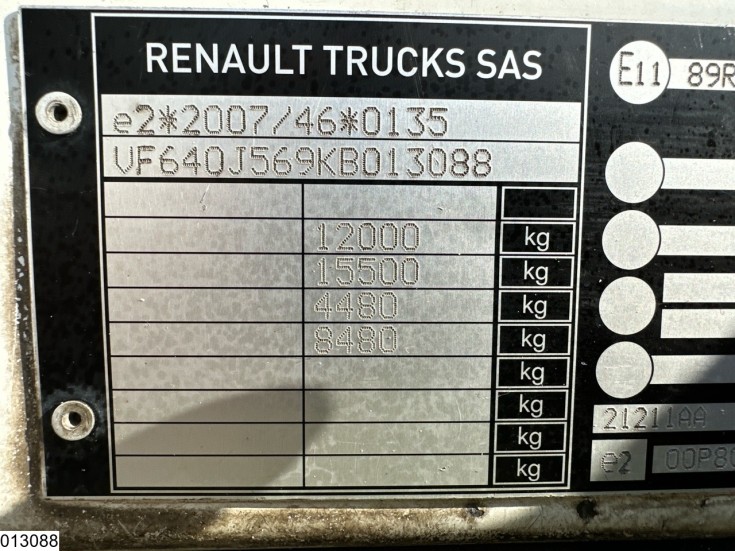 RENAULT TRUCKS SAS
e2*2007/46*0135
VF640J569KB013088
12000 kg
15500 kg
4480 kg
8480 kg
kg
kg
kg
kg
E11 89R
21211AA
e2 00P80
013088